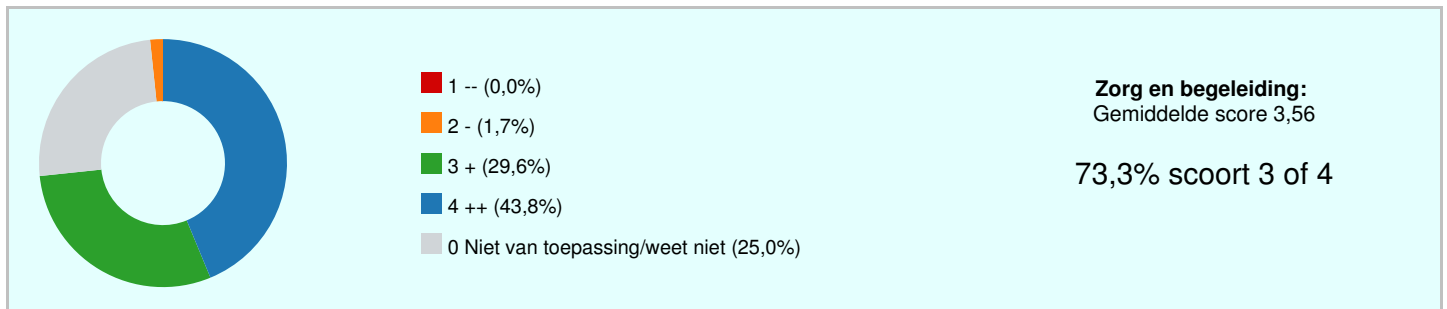 1 -- (0,0%)
2 - (1,7%)
3 + (29,6%)
4 ++ (43,8%)
0 Niet van toepassing/weet niet (25,0%)
Zorg en begeleiding:
Gemiddelde score 3,56
73,3% scoort 3 of 4